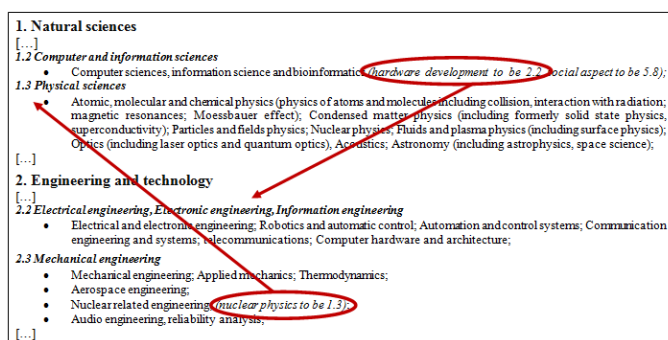 1. Natural sciences
[…]
1.2 Computer and information sciences
• Computer sciences, information science and bioinformatics (hardware development to be 2.2, social aspect to be 5.8);
1.3 Physical sciences
• Atomic, molecular and chemical physics (physics of atoms and molecules including collision, interaction with radiation;
magnetic resonances; Moessbauer effect); Condensed matter physics (including formerly solid state physics,
superconductivity); Particles and fields physics; Nuclear physics; Fluids and plasma physics (including surface physics);
Optics (including laser optics and quantum optics), Acoustics; Astronomy (including astrophysics, space science);
[…]
2. Engineering and technology
[…]
2.2 Electrical engineering, Electronic engineering, Information engineering
• Electrical and electronic engineering; Robotics and automatic control; Automation and control systems; Communication
engineering and systems; telecommunications; Computer hardware and architecture;
2.3 Mechanical engineering
• Mechanical engineering; Applied mechanics; Thermodynamics;
• Aerospace engineering;
• Nuclear related engineering; (nuclear physics to be 1.3);
• Audio engineering, reliability analysis;
[…]